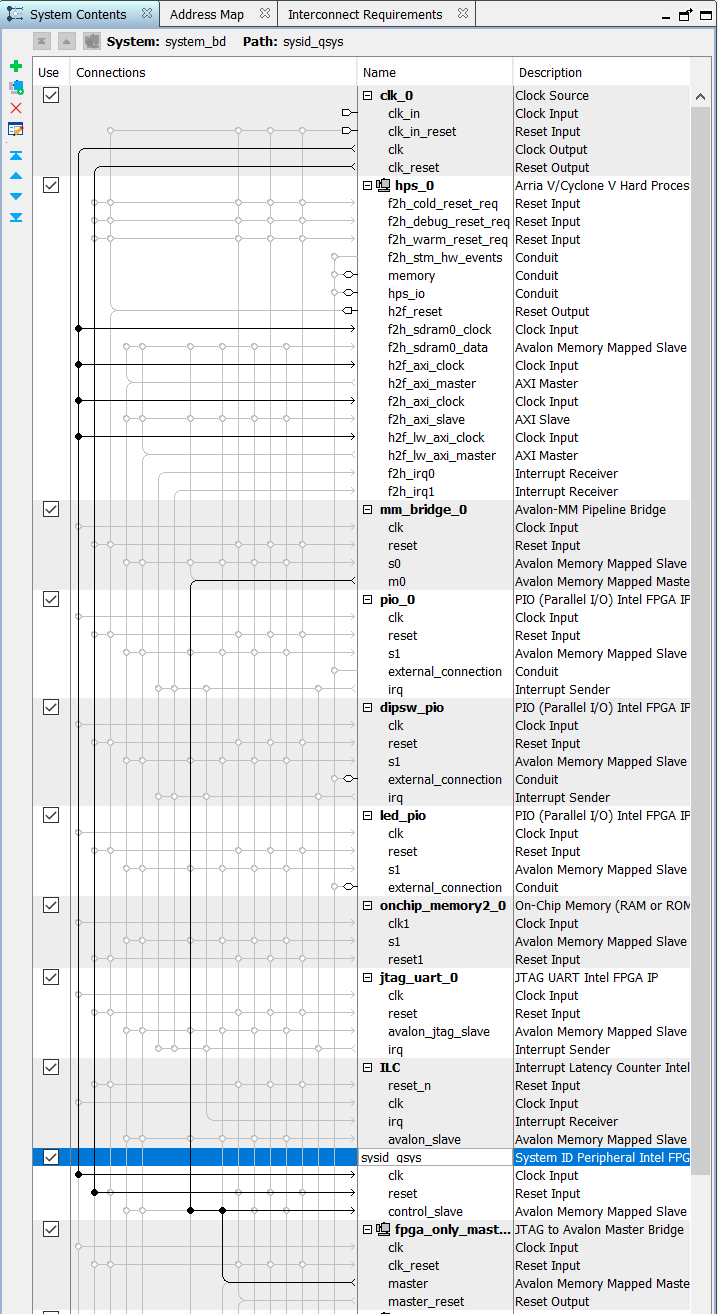 System Contents Address Map Interconnect Requirements
System: system_bd Path: sysid_qsys
Use Connections Name Description
clk_0 Clock Source
clk_in Clock Input
clk_in_reset Reset Input
clk Clock Output
clk_reset Reset Output
hps_0 Arria V/Cyclone V Hard Proces
f2h_cold_reset_req Reset Input
f2h_debug_reset_req Reset Input
f2h_warm_reset_req Reset Input
f2h_stm_hw_events Conduit
memory Conduit
hps_io Conduit
h2f_reset Reset Output
f2h_sdram0_clock Clock Input
f2h_sdram0_data Avalon Memory Mapped Slave
h2f_axi_clock Clock Input
h2f_axi_master AXI Master
f2h_axi_clock Clock Input
f2h_axi_slave AXI Slave
h2f_lw_axi_clock Clock Input
h2f_lw_axi_master AXI Master
f2h_irq0 Interrupt Receiver
f2h_irq1 Interrupt Receiver
mm_bridge_0 Avalon-MM Pipeline Bridge
clk Clock Input
reset Reset Input
s0 Avalon Memory Mapped Slave
m0 Avalon Memory Mapped Maste
pio_0 PIO (Parallel I/O) Intel FPGA IP
clk Clock Input
reset Reset Input
s1 Avalon Memory Mapped Slave
external_connection Conduit
irq Interrupt Sender
dipsw_pio PIO (Parallel I/O) Intel FPGA IP
clk Clock Input
reset Reset Input
s1 Avalon Memory Mapped Slave
external_connection Conduit
irq Interrupt Sender
led_pio PIO (Parallel I/O) Intel FPGA IP
clk Clock Input
reset Reset Input
s1 Avalon Memory Mapped Slave
external_connection Conduit
onchip_memory2_0 On-Chip Memory (RAM or ROM
clk1 Clock Input
s1 Avalon Memory Mapped Slave
reset1 Reset Input
jtag_uart_0 JTAG UART Intel FPGA IP
clk Clock Input
reset Reset Input
avalon_jtag_slave Avalon Memory Mapped Slave
irq Interrupt Sender
ILC Interrupt Latency Counter Intel
reset_n Reset Input
clk Clock Input
irq Interrupt Receiver
avalon_slave Avalon Memory Mapped Slave
sysid_qsys System ID Peripheral Intel FPG
clk Clock Input
reset Reset Input
control_slave Avalon Memory Mapped Slave
fpga_only_mast... JTAG to Avalon Master Bridge
clk Clock Input
clk_reset Reset Input
master Avalon Memory Mapped Maste
master_reset Reset Output